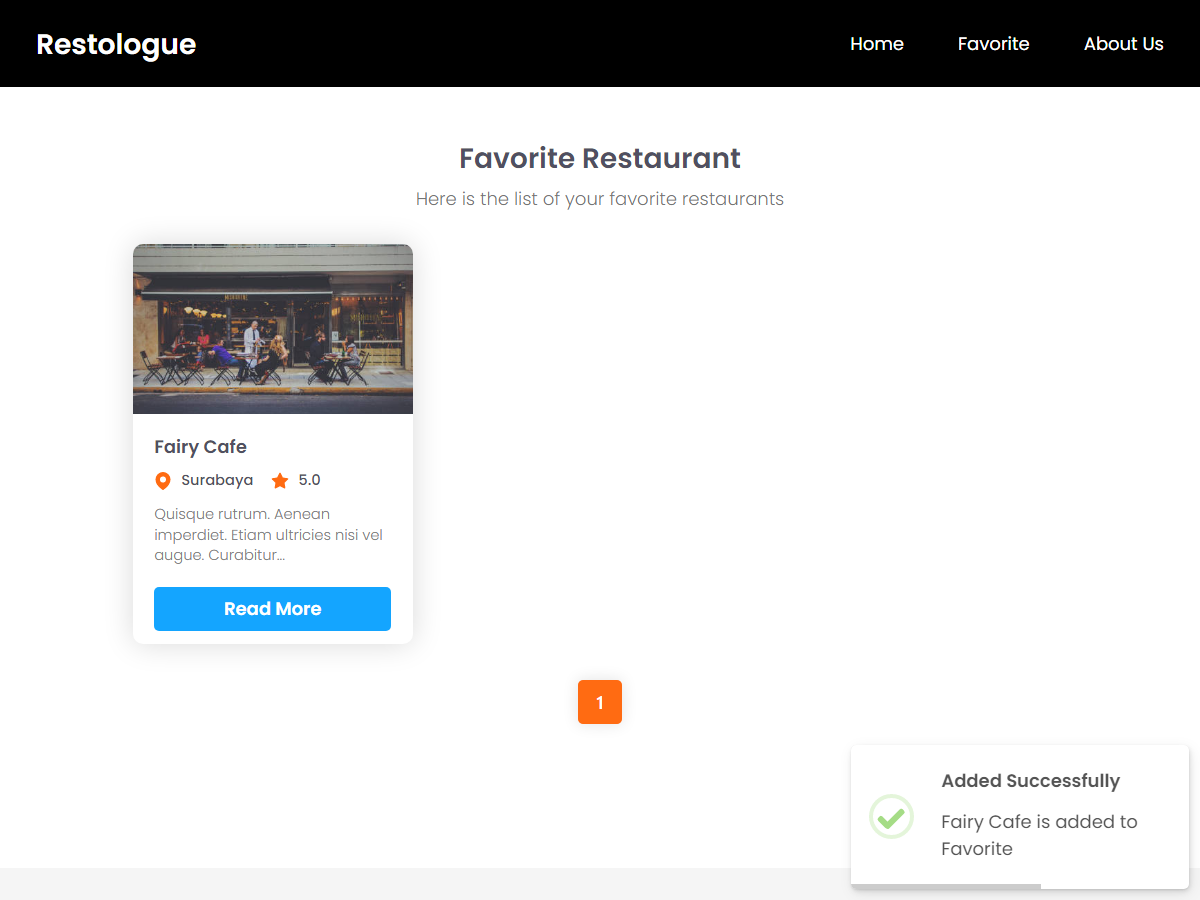 Restologue
Home
Favorite
About Us
Favorite Restaurant
Here is the list of your favorite restaurants
Fairy Cafe
Surabaya
5.0
Quisque rutrum. Aenean
imperdiet. Etiam ultricies nisi vel
augue. Curabitur...
Read More
1
Added Successfully
Fairy Cafe is added to
Favorite